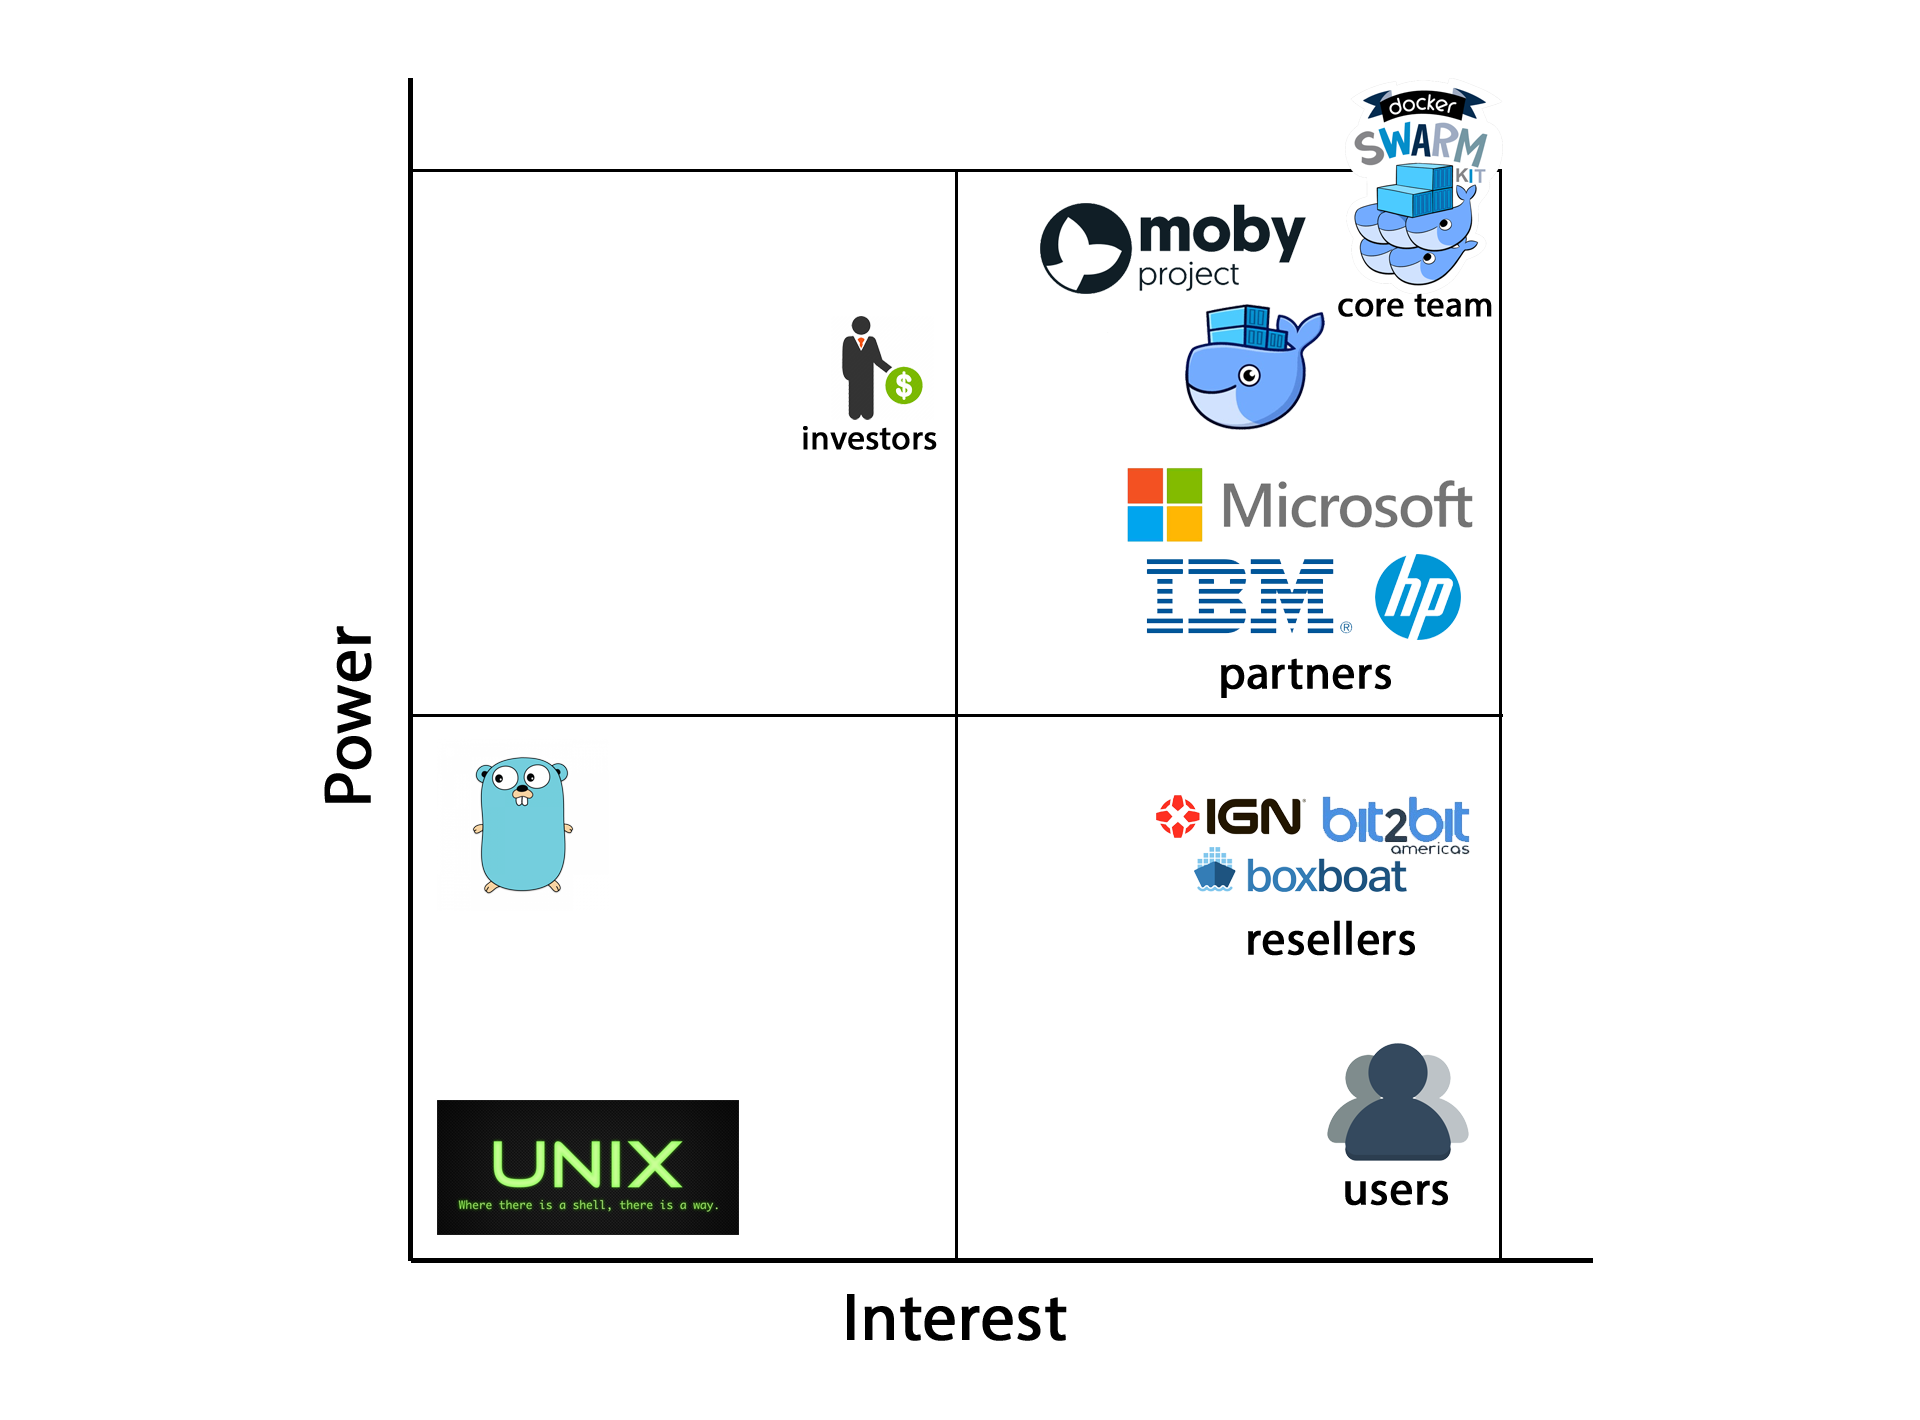 docker
SWARM
KIT
moby
project
core team
$
investors
Microsoft
IBM®
hp
partners
Power
IGN
bit2bit
americas
boxboat
resellers
UNIX
Where there is a shell, there is a way.
users
Interest